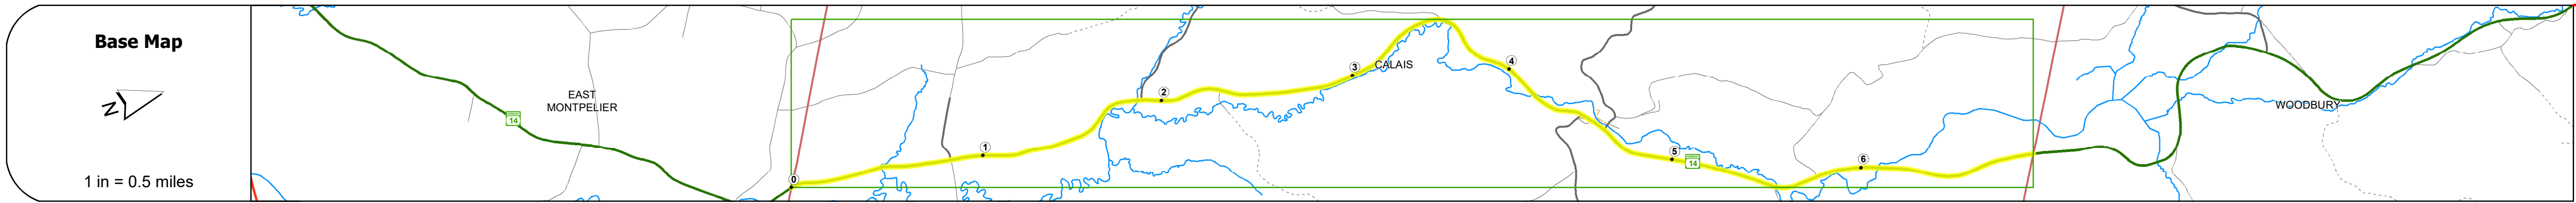 Base Map
N
1 in = 0.5 miles
EAST
MONTPELIER
14
0
1
2
3
CALAIS
4
5
14
6
WOODBURY